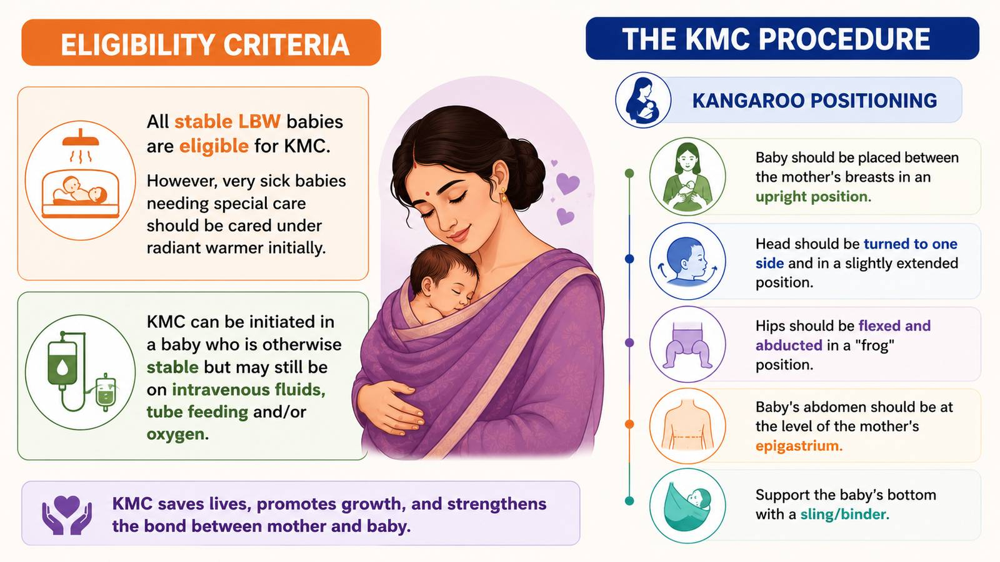 ELIGIBILITY CRITERIA
All stable LBW babies
are eligible for KMC.
However, very sick babies
needing special care
should be cared under
radiant warmer initially.
KMC can be initiated in
a baby who is otherwise
stable but may still be
on intravenous fluids,
tube feeding and/or
oxygen.
KMC saves lives, promotes growth, and strengthens
the bond between mother and baby.
THE KMC PROCEDURE
KANGAROO POSITIONING
Baby should be placed between
the mother's breasts in an
upright position.
Head should be turned to one
side and in a slightly extended
position.
Hips should be flexed and
abducted in a "frog"
position.
Baby's abdomen should be at
the level of the mother's
epigastrium.
Support the baby’s bottom
with a sling/binder.